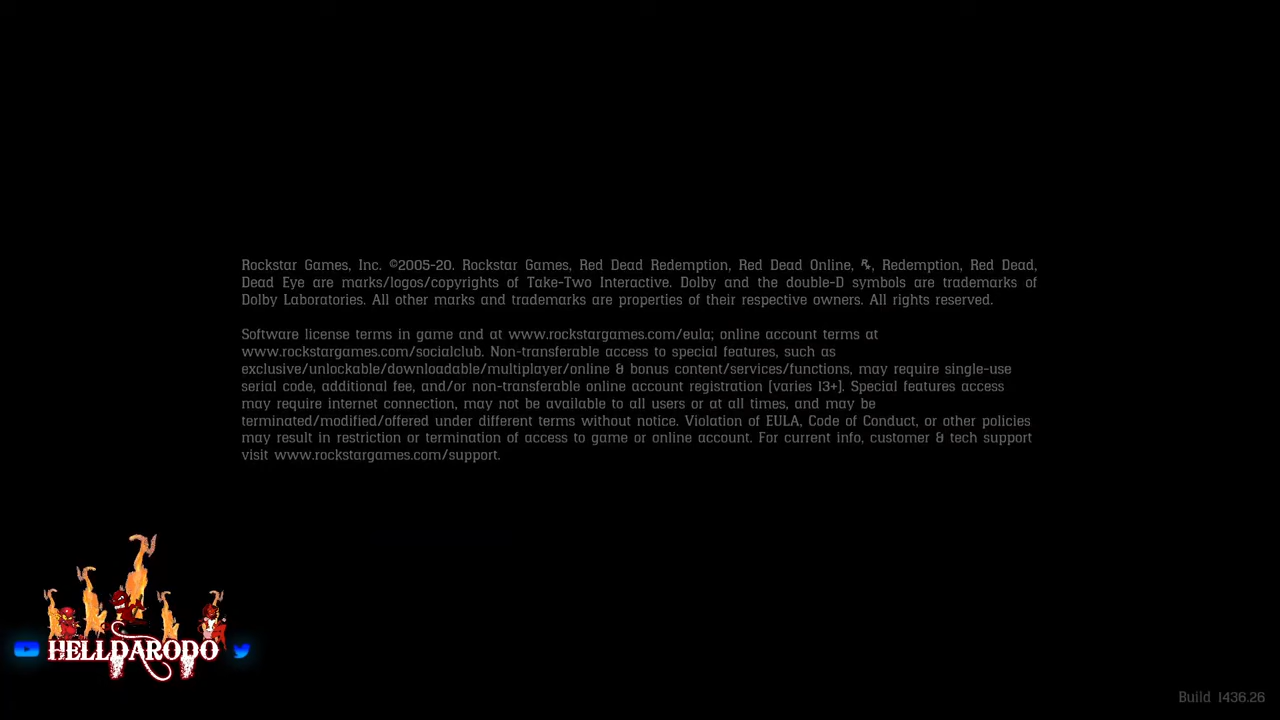 Rockstar Games, Inc. ©2005-20. Rockstar Games, Red Dead Redemption, Red Dead Online, R*, Redemption, Red Dead,
Dead Eye are marks/logos/copyrights of Take-Two Interactive. Dolby and the double-D symbols are trademarks of
Dolby Laboratories. All other marks and trademarks are properties of their respective owners. All rights reserved.
Software license terms in game and at www.rockstargames.com/eula; online account terms at
www.rockstargames.com/socialclub. Non-transferable access to special features, such as
exclusive/unlockable/downloadable/multiplayer/online & bonus content/services/functions, may require single-use
serial code, additional fee, and/or non-transferable online account registration [varies 13+]. Special features access
may require internet connection, may not be available to all users or at all times, and may be
terminated/modified/offered under different terms without notice. Violation of EULA, Code of Conduct, or other policies
may result in restriction or termination of access to game or online account. For current info, customer & tech support
visit www.rockstargames.com/support.
HELLDARODO
Build 1436.26